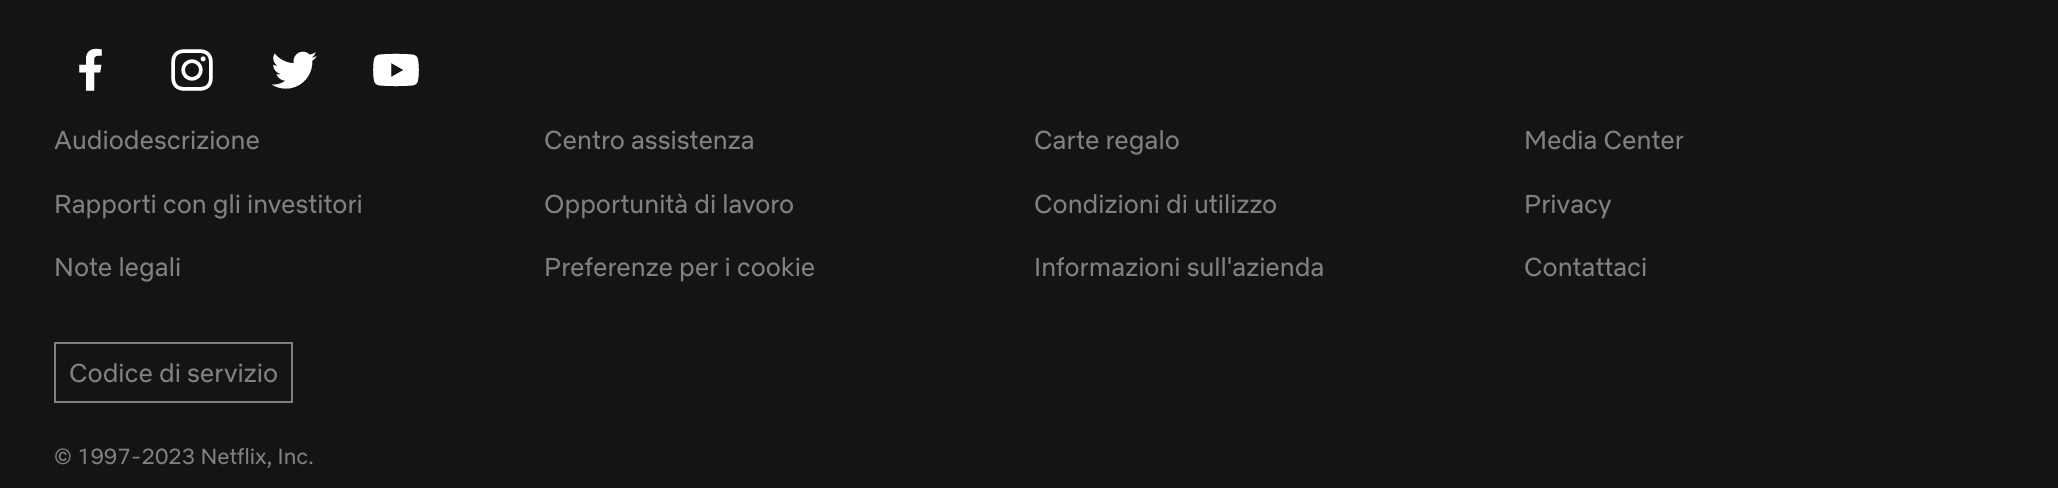 Audiodescrizione
Centro assistenza
Carte regalo
Media Center
Rapporti con gli investitori
Opportunità di lavoro
Condizioni di utilizzo
Privacy
Note legali
Preferenze per i cookie
Informazioni sull'azienda
Contattaci
Codice di servizio
© 1997-2023 Netflix, Inc.